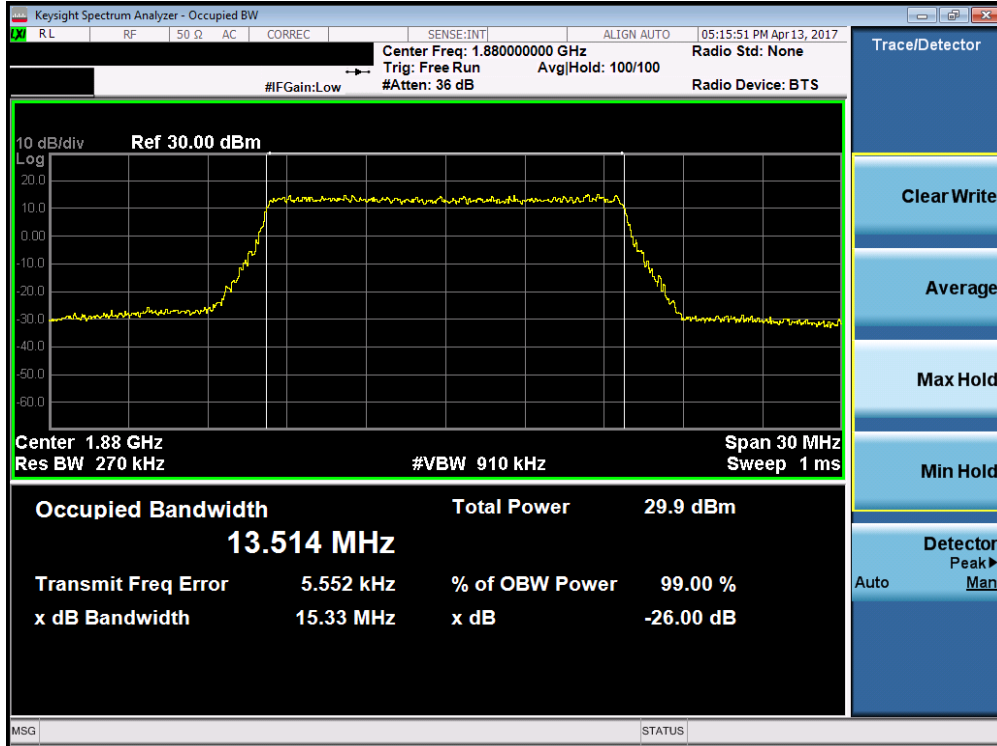 Keysight Spectrum Analyzer - Occupied BW
LXI RL RF 50 Ω AC CORREC SENSE:INT ALIGN AUTO 05:15:51 PM Apr 13, 2017
Center Freq: 1.880000000 GHz Radio Std: None
Trig: Free Run Avg|Hold: 100/100
#IFGain:Low #Atten: 36 dB Radio Device: BTS
10 dB/div Ref 30.00 dBm
Log
20.0
10.0
0.00
-10.0
-20.0
-30.0
-40.0
-50.0
-60.0
Center 1.88 GHz Span 30 MHz
Res BW 270 kHz #VBW 910 kHz Sweep 1 ms
Occupied Bandwidth Total Power 29.9 dBm
13.514 MHz
Transmit Freq Error 5.552 kHz % of OBW Power 99.00 %
x dB Bandwidth 15.33 MHz x dB -26.00 dB
MSG STATUS
Trace/Detector
Clear Write
Average
Max Hold
Min Hold
Detector
Peak▶
Auto Man